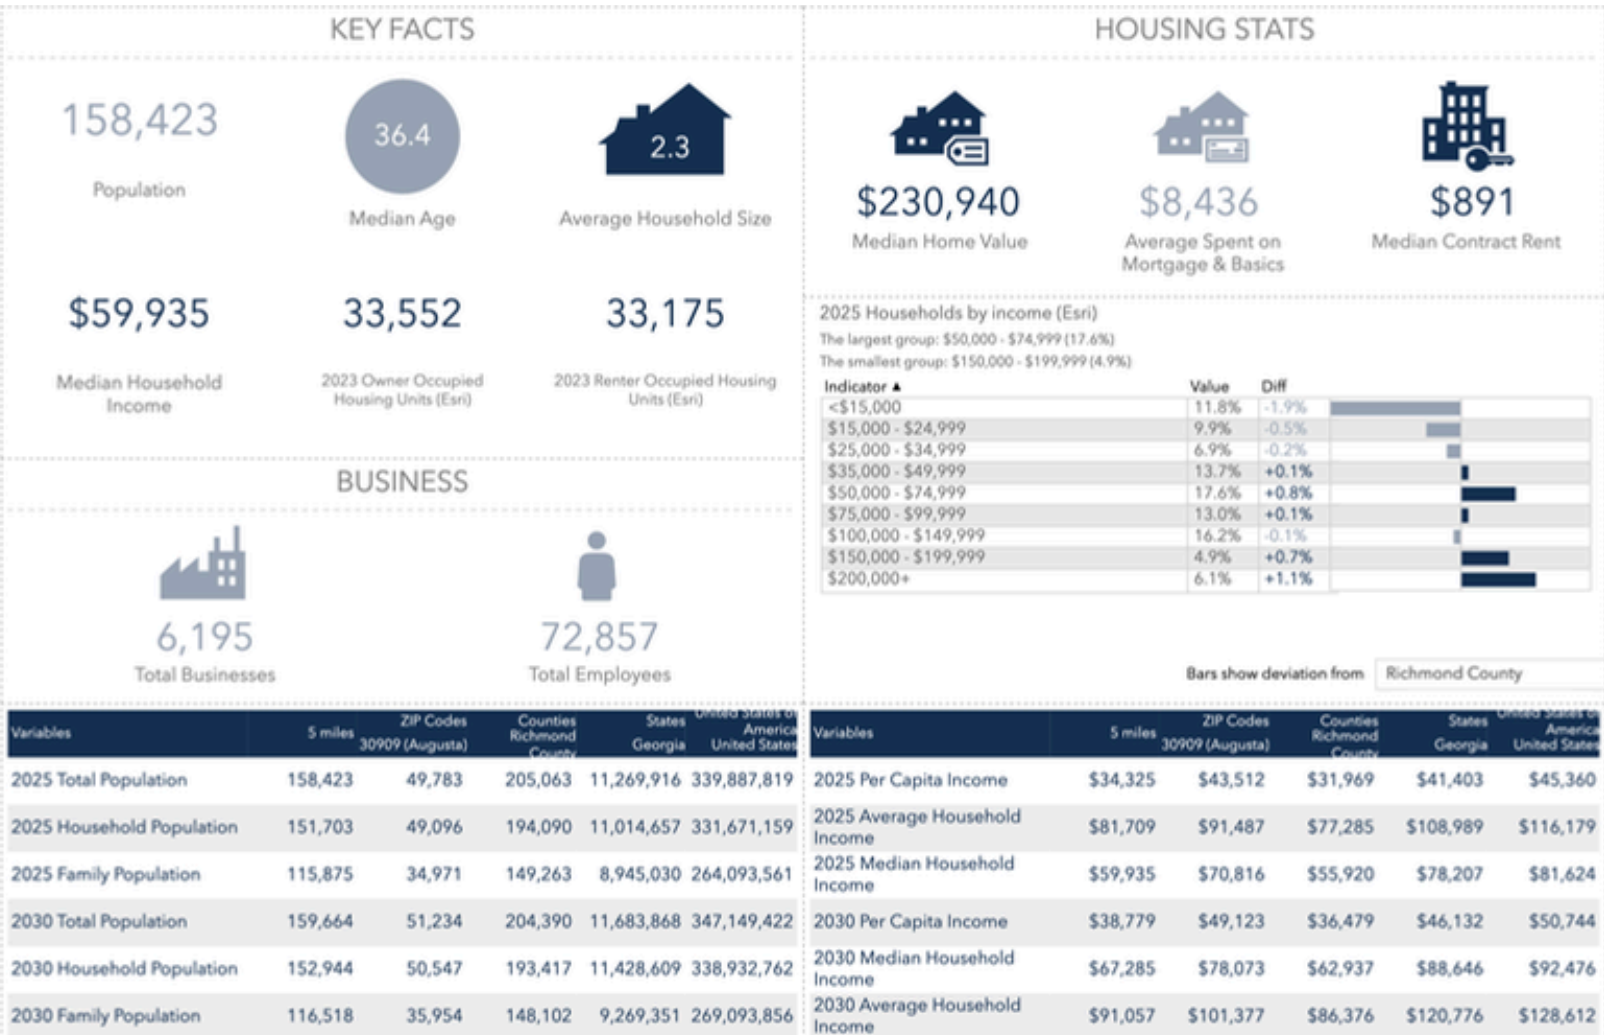 KEY FACTS
158,423
Population
36.4
Median Age
2.3
Average Household Size
$59,935
Median Household
Income
33,552
2023 Owner Occupied
Housing Units (Esri)
33,175
2023 Renter Occupied Housing
Units (Esri)
BUSINESS
6,195
Total Businesses
72,857
Total Employees
HOUSING STATS
$230,940
Median Home Value
$8,436
Average Spent on
Mortgage & Basics
$891
Median Contract Rent
2025 Households by income (Esri)
The largest group: $50,000 - $74,999 (17.6%)
The smallest group: $150,000 - $199,999 (4.9%)
Indicator ▲ Value Diff
<$15,000 11.8% -1.9%
$15,000 - $24,999 9.9% -0.5%
$25,000 - $34,999 6.9% -0.2%
$35,000 - $49,999 13.7% +0.1%
$50,000 - $74,999 17.6% +0.8%
$75,000 - $99,999 13.0% +0.1%
$100,000 - $149,999 16.2% -0.1%
$150,000 - $199,999 4.9% +0.7%
$200,000+ 6.1% +1.1%
Bars show deviation from Richmond County
Variables
5 miles
ZIP Codes
30909 (Augusta)
Counties
Richmond
County
States
Georgia
United States of
America
United States
2025 Total Population 158,423 49,783 205,063 11,269,916 339,887,819
2025 Household Population 151,703 49,096 194,090 11,014,657 331,671,159
2025 Family Population 115,875 34,971 149,263 8,945,030 264,093,561
2030 Total Population 159,664 51,234 204,390 11,683,868 347,149,422
2030 Household Population 152,944 50,547 193,417 11,428,609 338,932,762
2030 Family Population 116,518 35,954 148,102 9,269,351 269,093,856
Variables
5 miles
ZIP Codes
30909 (Augusta)
Counties
Richmond
County
States
Georgia
United States of
America
United States
2025 Per Capita Income $34,325 $43,512 $31,969 $41,403 $45,360
2025 Average Household
Income $81,709 $91,487 $77,285 $108,989 $116,179
2025 Median Household
Income $59,935 $70,816 $55,920 $78,207 $81,624
2030 Per Capita Income $38,779 $49,123 $36,479 $46,132 $50,744
2030 Median Household
Income $67,285 $78,073 $62,937 $88,646 $92,476
2030 Average Household
Income $91,057 $101,377 $86,376 $120,776 $128,612